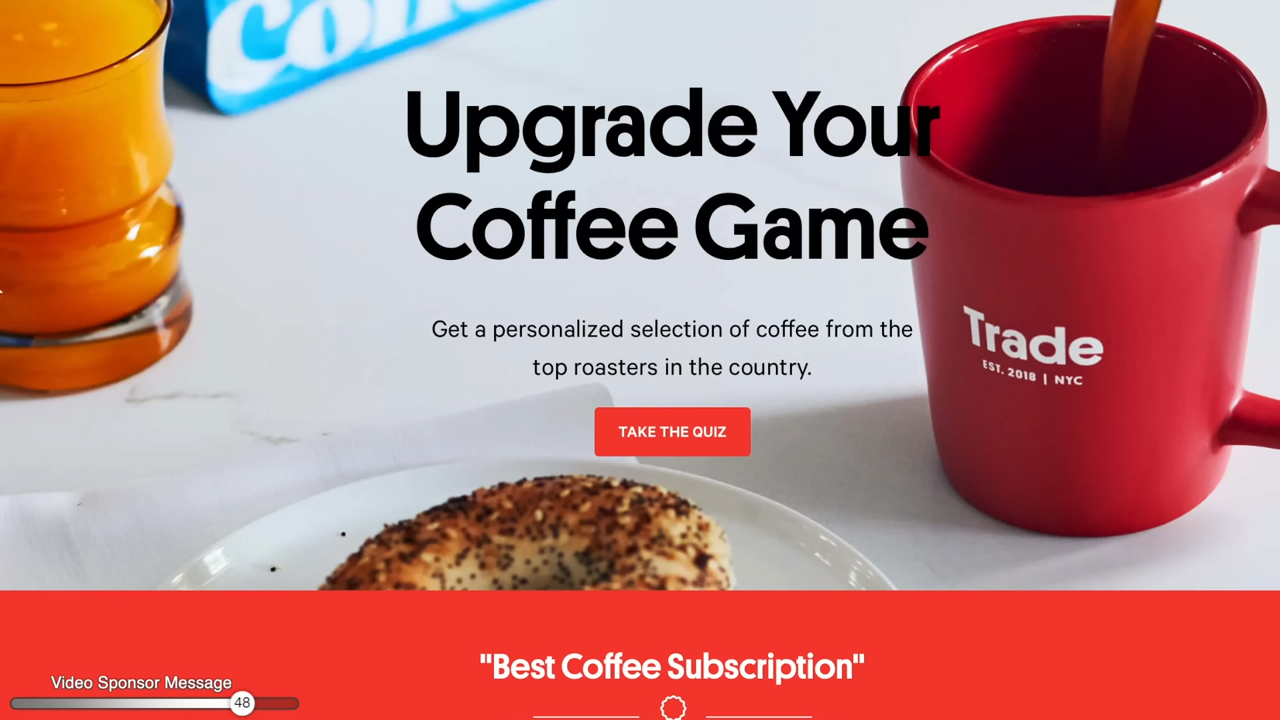 Upgrade Your
Coffee Game
Get a personalized selection of coffee from the
top roasters in the country.
TAKE THE QUIZ
Trade
EST. 2018 | NYC
"Best Coffee Subscription"
Video Sponsor Message
48